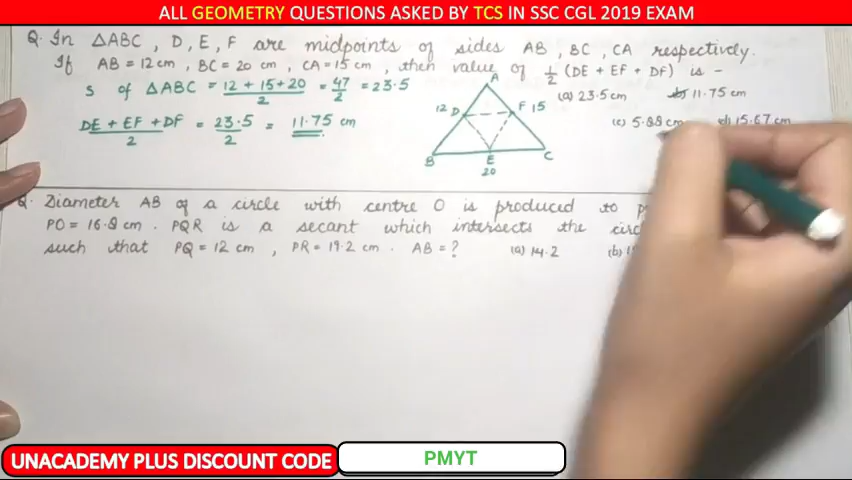 ALL GEOMETRY QUESTIONS ASKED BY TCS IN SSC CGL 2019 EXAM
Q. In △ABC, D, E, F are midpoints of sides AB, BC, CA respectively.
If AB = 12 cm, BC = 20 cm, CA = 15 cm, then value of 1/2 (DE + EF + DF) is -
(a) 23.5 cm (b) 11.75 cm
(c) 5.88 cm (d) 15.67 cm
S of △ABC = (12 + 15 + 20)/2 = 47/2 = 23.5
(DE + EF + DF)/2 = 23.5/2 = 11.75 cm
A
12 D F 15
B E C
20
Q. Diameter AB of a circle with centre O is produced to
PO = 16.8 cm. PQR is a secant which intersects the
such that PQ = 12 cm, PR = 19.2 cm. AB = ? (a) 14.2 (b)
UNACADEMY PLUS DISCOUNT CODE PMYT